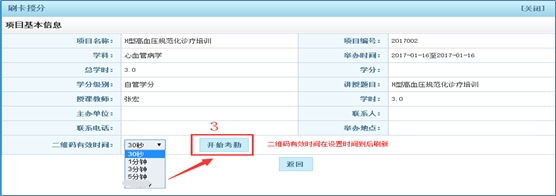 刷卡授分 [关闭]
项目基本信息
项目名称: H型高血压规范化诊疗培训 项目编号: 2017002
学科: 心血管病学 举办时间: 2017-01-16至2017-01-16
总学时: 3.0 学分:
学分级别: 自管学分 讲授题目: H型高血压规范化诊疗培训
授课教师: 张宏 学时: 3.0
主办单位: 联系人:
联系电话: 举办地点:
3
二维码有效时间: 30秒 开始考勤 二维码有效时间在设置时间到后刷新
30秒
1分钟
3分钟
5分钟
返回